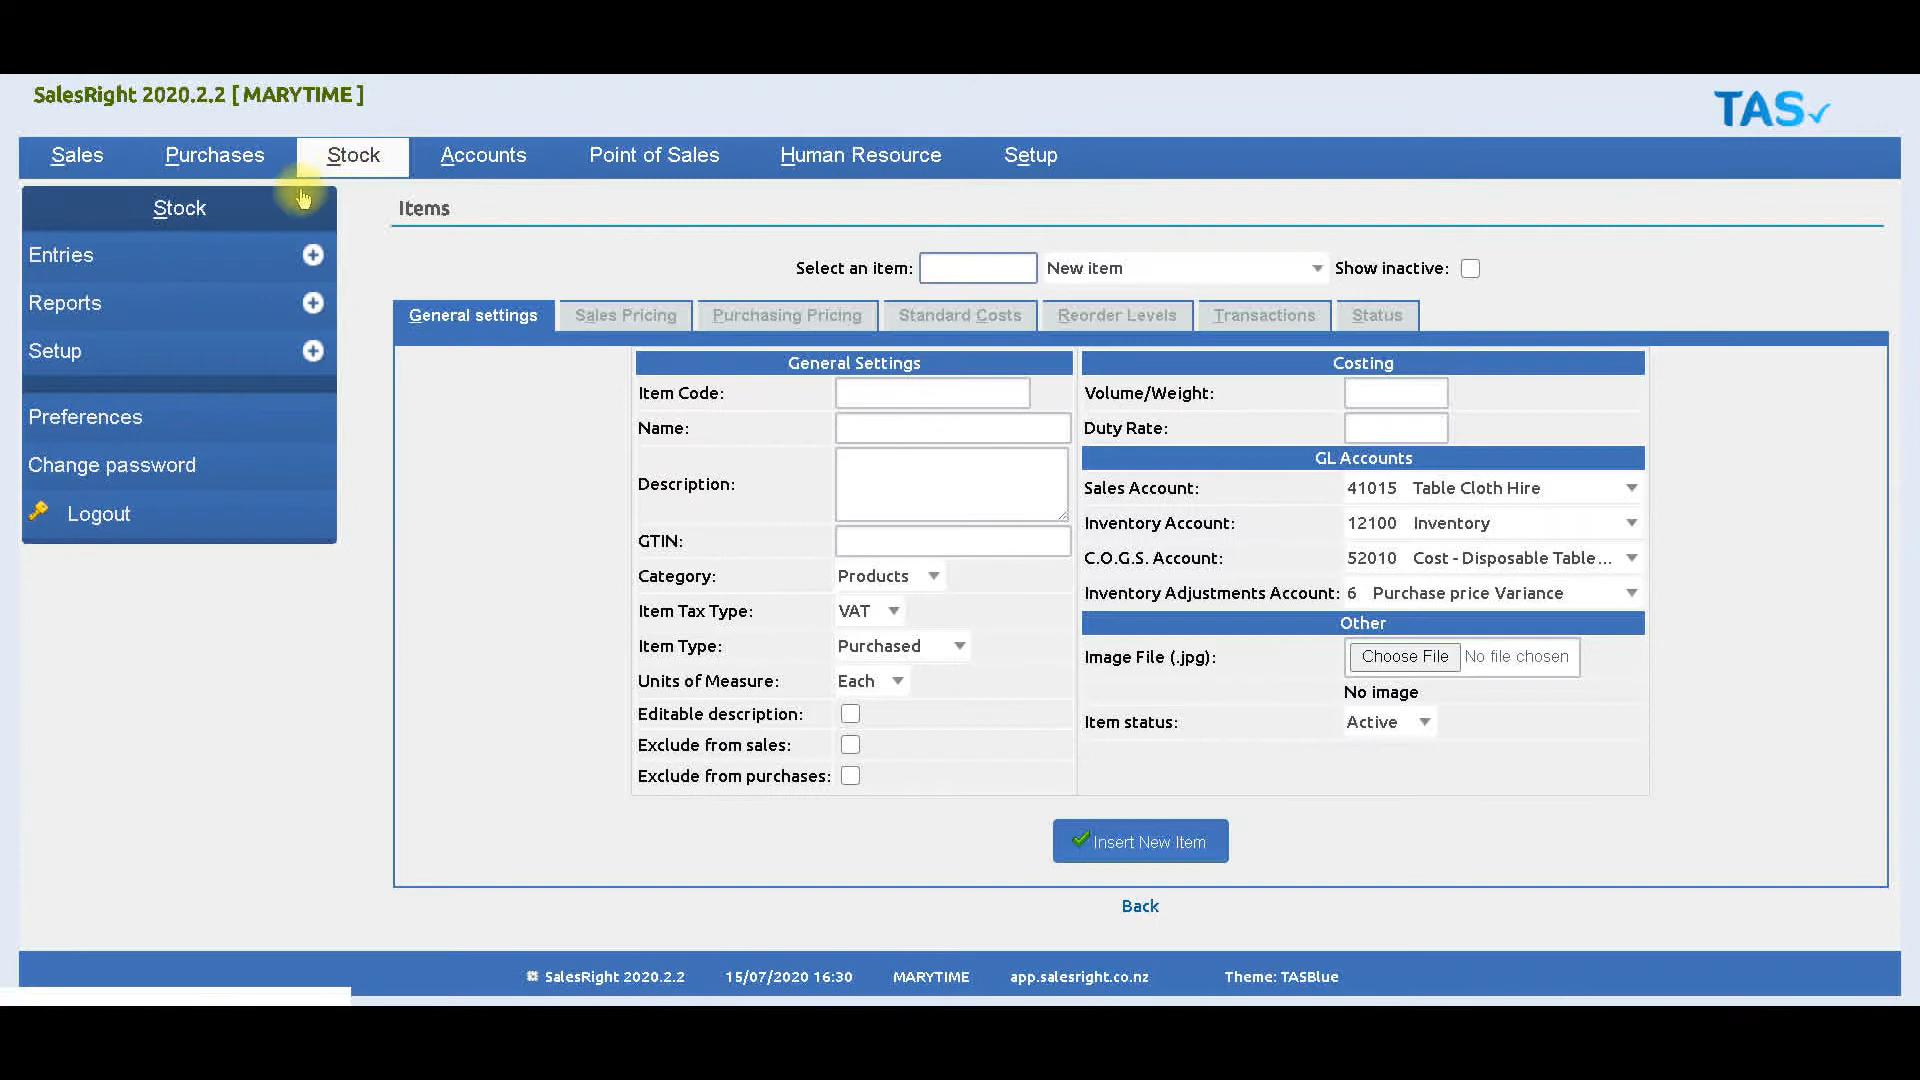 SalesRight 2020.2.2 [ MARYTIME ]
TAS
Sales Purchases Stock Accounts Point of Sales Human Resource Setup
Stock
Entries
Reports
Setup
Preferences
Change password
Logout
Items
Select an item: New item Show inactive:
General settings Sales Pricing Purchasing Pricing Standard Costs Reorder Levels Transactions Status
General Settings
Item Code:
Name:
Description:
GTIN:
Category: Products
Item Tax Type: VAT
Item Type: Purchased
Units of Measure: Each
Editable description:
Exclude from sales:
Exclude from purchases:
Costing
Volume/Weight:
Duty Rate:
GL Accounts
Sales Account: 41015 Table Cloth Hire
Inventory Account: 12100 Inventory
C.O.G.S. Account: 52010 Cost - Disposable Table...
Inventory Adjustments Account: 6 Purchase price Variance
Other
Image File (.jpg): Choose File No file chosen
No image
Item status: Active
Insert New Item
Back
SalesRight 2020.2.2 15/07/2020 16:30 MARYTIME app.salesright.co.nz Theme: TASBlue